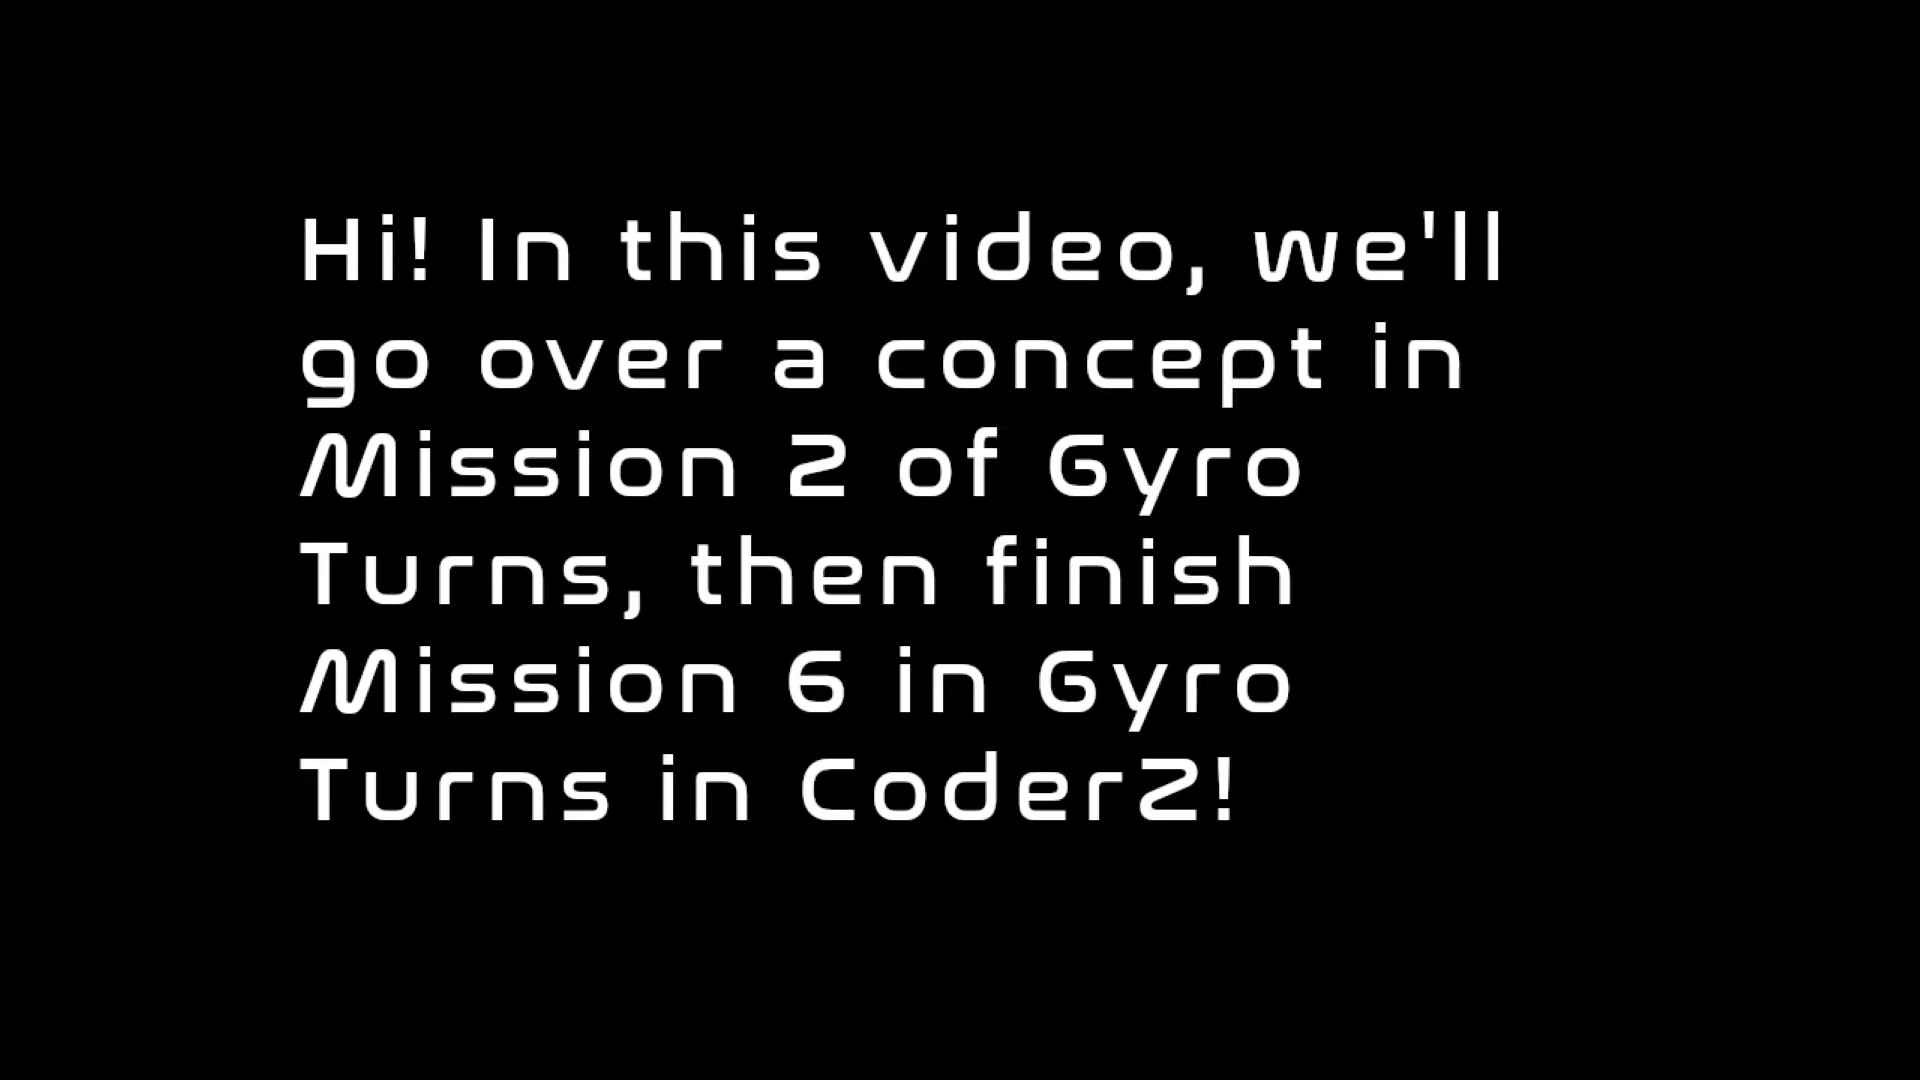 Hi! In this video, we'll
go over a concept in
Mission 2 of Gyro
Turns, then finish
Mission 6 in Gyro
Turns in CoderZ!